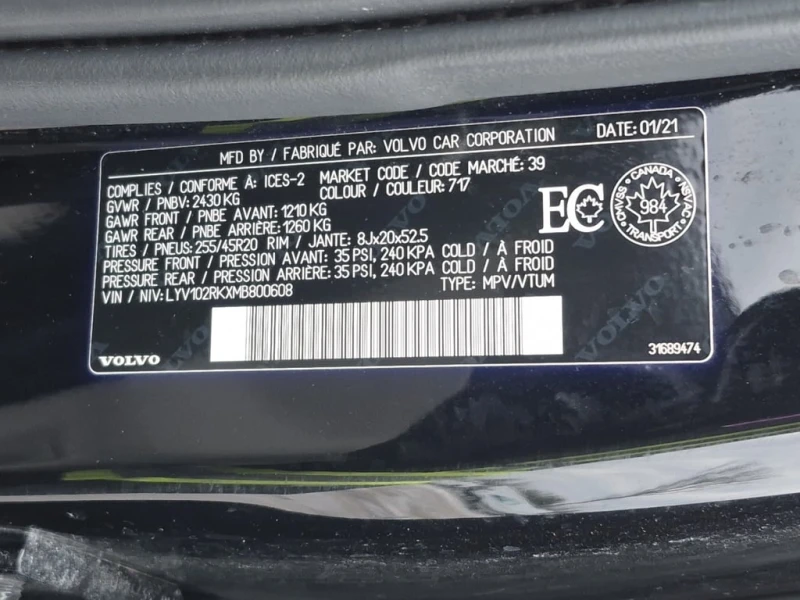 MFD BY / FABRIQUÉ PAR: VOLVO CAR CORPORATION DATE: 01/21
COMPLIES / CONFORME À: ICES-2 MARKET CODE / CODE MARCHÉ: 39
GVWR / PNBV: 2430 KG COLOUR / COULEUR: 717
GAWR FRONT / PNBE AVANT: 1210 KG
GAWR REAR / PNBE ARRIÈRE: 1260 KG
TIRES / PNEUS: 255/45R20 RIM / JANTE: 8Jx20x52.5
PRESSURE FRONT / PRESSION AVANT: 35 PSI, 240 KPA COLD / À FROID
PRESSURE REAR / PRESSION ARRIÈRE: 35 PSI, 240 KPA COLD / À FROID
VIN / NIV: LYV102RKXMB800608 TYPE: MPV/VTUM
EC
CANADA
CMVSS 984 NSVAC
TRANSPORT
VOLVO 31689474
VOLVO
VOLVO
VOLVO
VOLVO